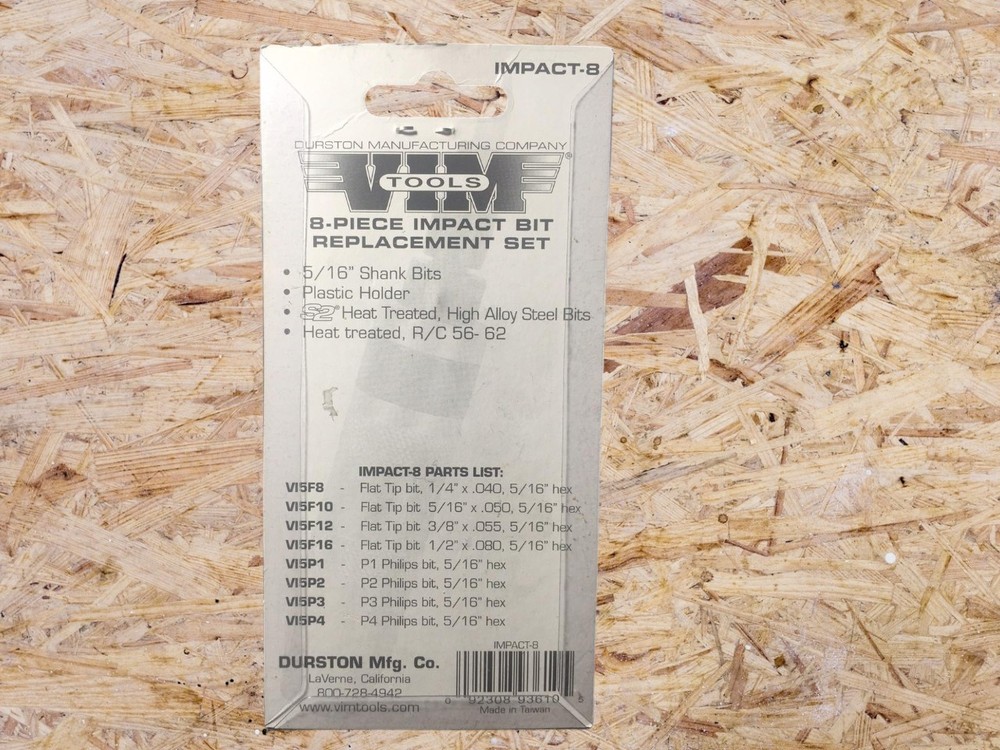 IMPACT-8
DURSTON MANUFACTURING COMPANY
VIM®
TOOLS
8-PIECE IMPACT BIT
REPLACEMENT SET
• 5/16" Shank Bits
• Plastic Holder
• S2® Heat Treated, High Alloy Steel Bits
• Heat treated, R/C 56- 62
IMPACT-8 PARTS LIST:
VI5F8 - Flat Tip bit, 1/4" x .040, 5/16" hex
VI5F10 - Flat Tip bit 5/16" x .050, 5/16" hex
VI5F12 - Flat Tip bit 3/8" x .055, 5/16" hex
VI5F16 - Flat Tip bit 1/2" x .080, 5/16" hex
VI5P1 - P1 Philips bit, 5/16" hex
VI5P2 - P2 Philips bit, 5/16" hex
VI5P3 - P3 Philips bit, 5/16" hex
VI5P4 - P4 Philips bit, 5/16" hex
DURSTON Mfg. Co.
LaVerne, California
800-728-4942
www.vimtools.com
IMPACT-8
6 92308 93610 5
Made in Taiwan